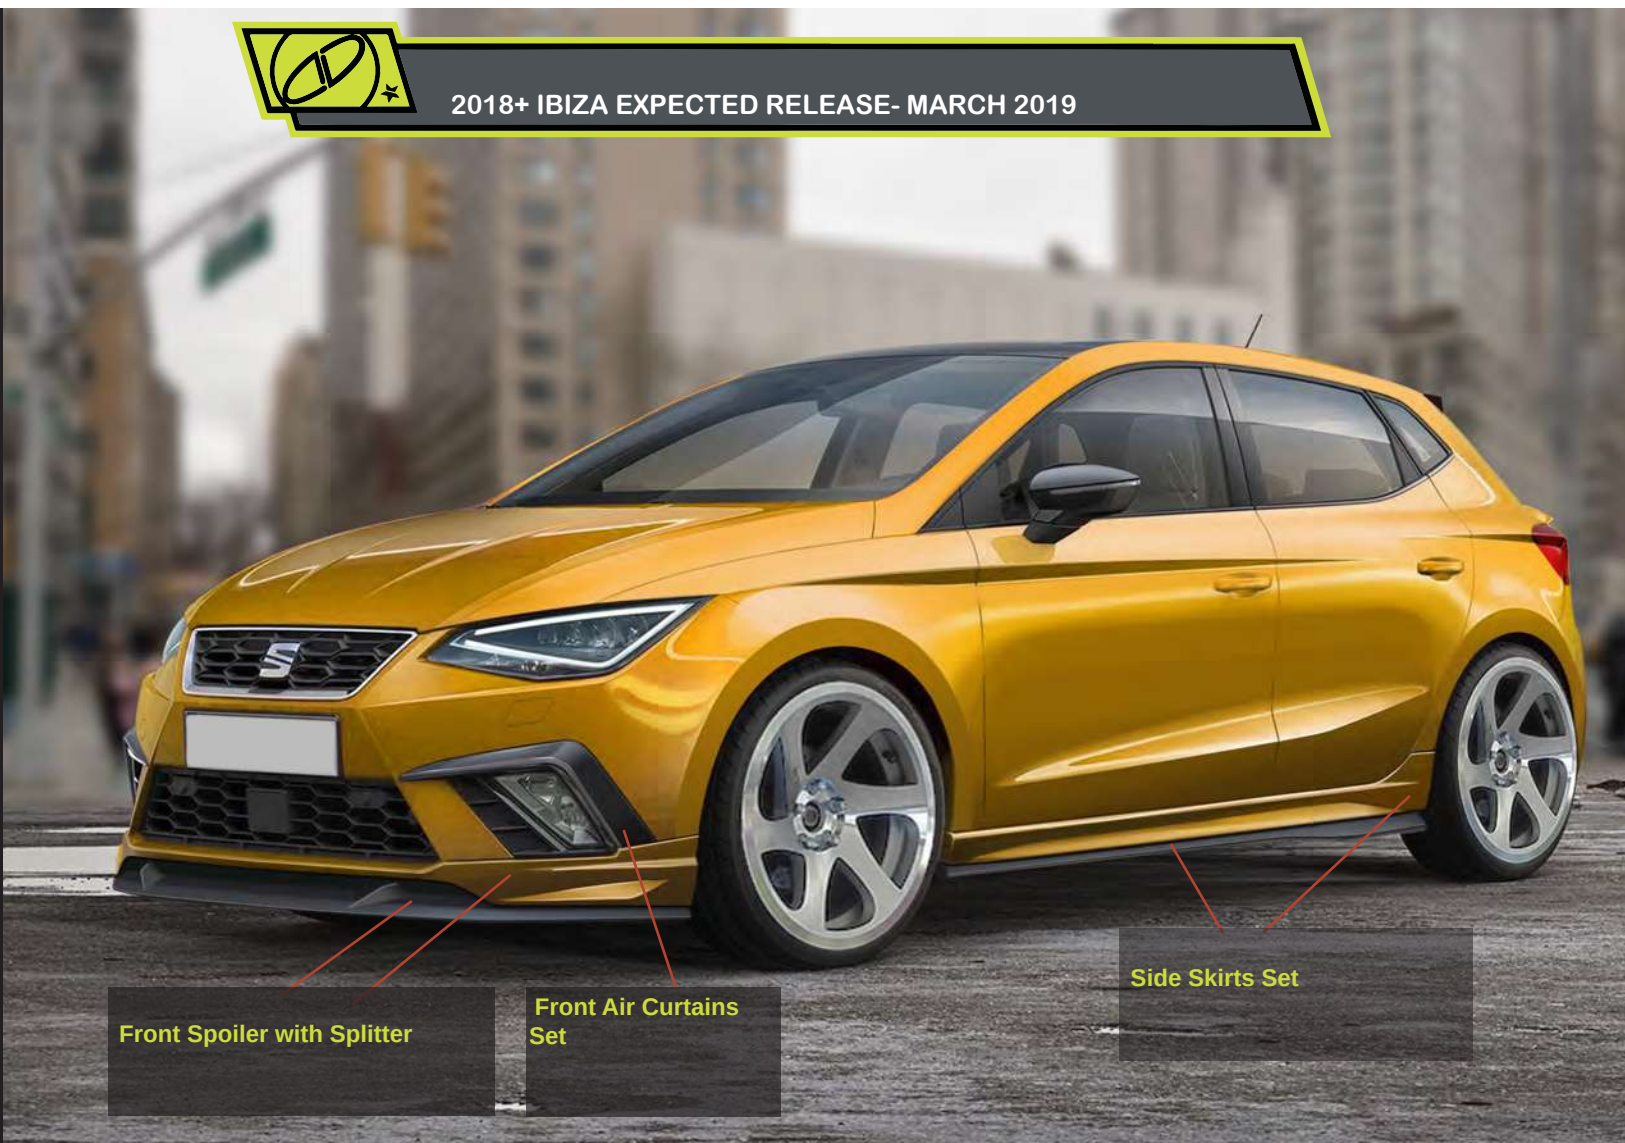 2018+ IBIZA EXPECTED RELEASE- MARCH 2019
Front Spoiler with Splitter
Front Air Curtains
Set
Side Skirts Set